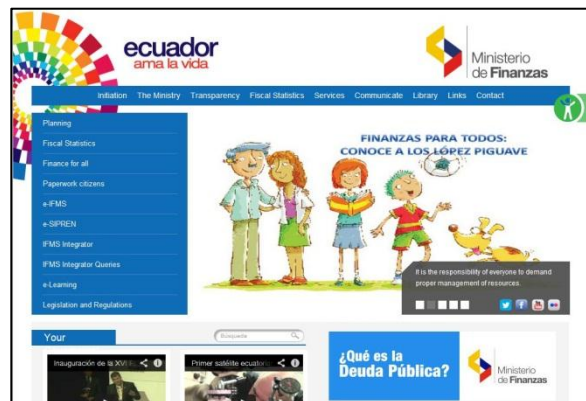 ecuador
ama la vida
Ministerio
de Finanzas
Initiation The Ministry Transparency Fiscal Statistics Services Communicate Library Links Contact
Planning
Fiscal Statistics
Finance for all
Paperwork citizens
e-IFMS
e-SIPREN
IFMS Integrator
IFMS Integrator Queries
e-Learning
Legislation and Regulations
FINANZAS PARA TODOS:
CONOCE A LOS LÓPEZ PIGUAVE
It is the responsibility of everyone to demand
proper management of resources.
Your
Búsqueda
Inauguración de la XVI
Primer satélite ecuatori
¿Qué es la
Deuda Pública?
Ministerio
de Finanzas